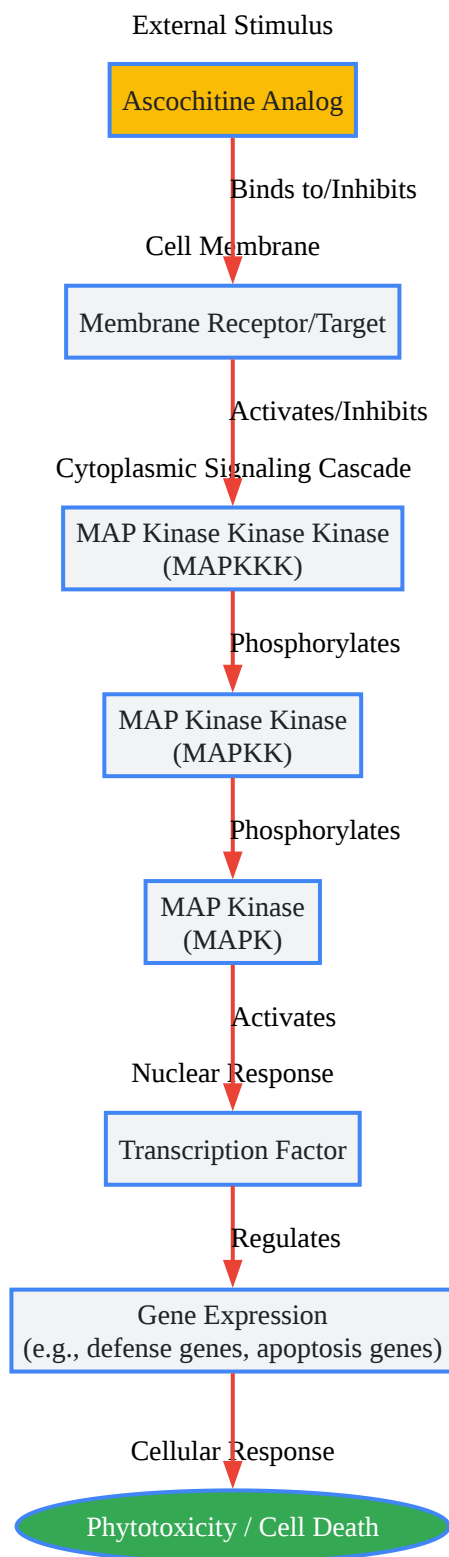 External Stimulus
Ascochitine Analog
Binds to/Inhibits
Cell Membrane
Membrane Receptor/Target
Activates/Inhibits
Cytoplasmic Signaling Cascade
MAP Kinase Kinase Kinase
(MAPKKK)
Phosphorylates
MAP Kinase Kinase
(MAPKK)
Phosphorylates
MAP Kinase
(MAPK)
Activates
Nuclear Response
Transcription Factor
Regulates
Gene Expression
(e.g., defense genes, apoptosis genes)
Cellular Response
Phytotoxicity / Cell Death